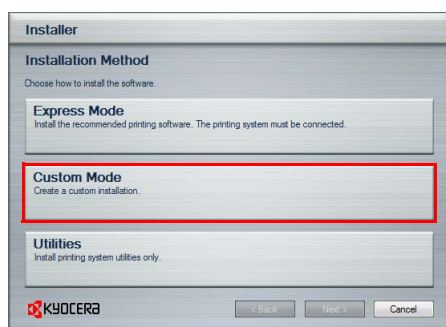 Installer
Installation Method
Choose how to install the software.
Express Mode
Install the recommended printing software. The printing system must be connected.
Custom Mode
Create a custom installation.
Utilities
Install printing system utilities only.
KYOCERA
< Back
Next >
Cancel